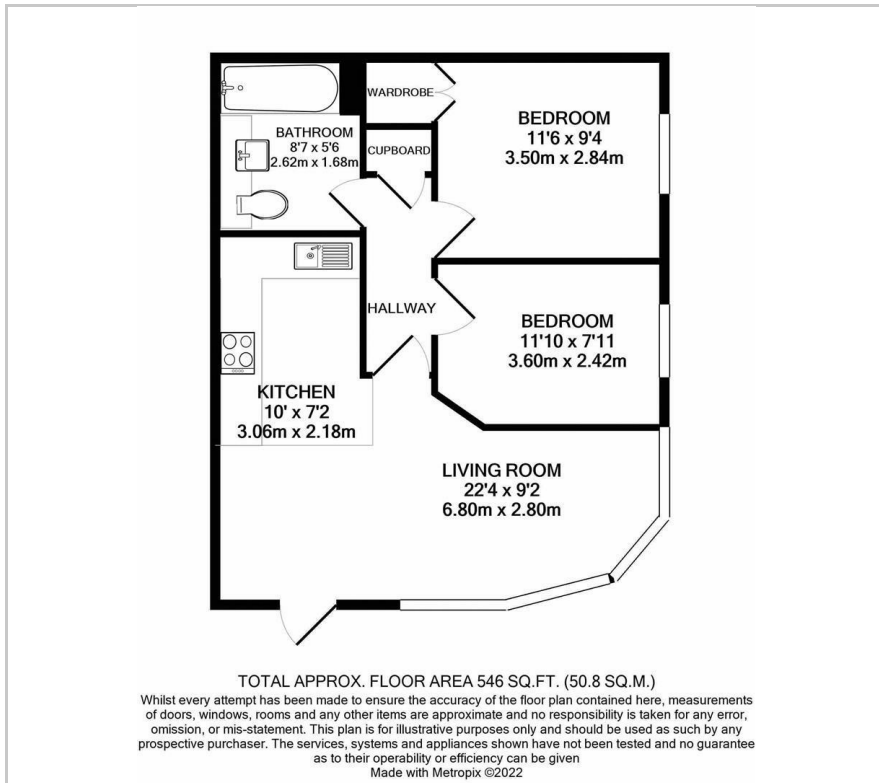 WARDROBE
BEDROOM
11'6 x 9'4
3.50m x 2.84m
BATHROOM
8'7 x 5'6
2.62m x 1.68m
CUPBOARD
HALLWAY
BEDROOM
11'10 x 7'11
3.60m x 2.42m
KITCHEN
10' x 7'2
3.06m x 2.18m
LIVING ROOM
22'4 x 9'2
6.80m x 2.80m
TOTAL APPROX. FLOOR AREA 546 SQ.FT. (50.8 SQ.M.)
Whilst every attempt has been made to ensure the accuracy of the floor plan contained here, measurements
of doors, windows, rooms and any other items are approximate and no responsibility is taken for any error,
omission, or mis-statement. This plan is for illustrative purposes only and should be used as such by any
prospective purchaser. The services, systems and appliances shown have not been tested and no guarantee
as to their operability or efficiency can be given
Made with Metropix ©2022